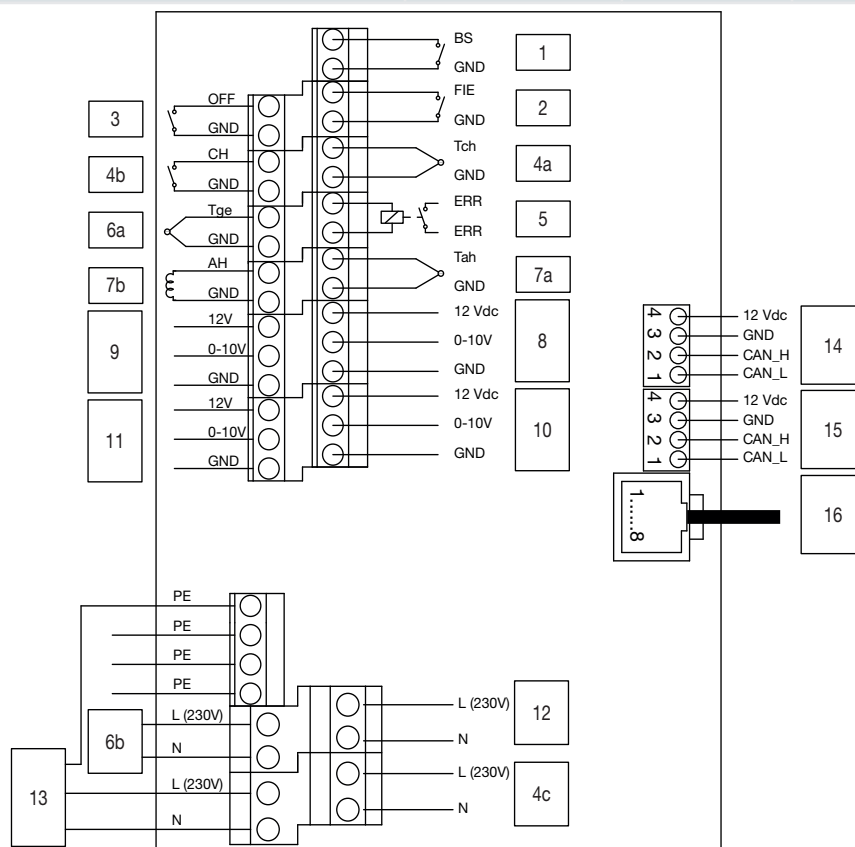 BS
1
GND
OFF
FIE
3
2
GND
GND
CH
Tch
4b
4a
GND
GND
Tge
ERR
6a
5
GND
ERR
AH
Tah
7b
7a
GND
GND
12V
12 Vdc
9
0-10V
0-10V
8
GND
GND
12V
12 Vdc
11
0-10V
0-10V
10
GND
GND
4 12 Vdc
3 GND
14
2 CAN_H
1 CAN_L
4 12 Vdc
3 GND
15
2 CAN_H
1 CAN_L
1......8
16
PE
PE
PE
PE
L (230V)
L (230V)
6b
12
N
N
L (230V)
L (230V)
13
4c
N
N